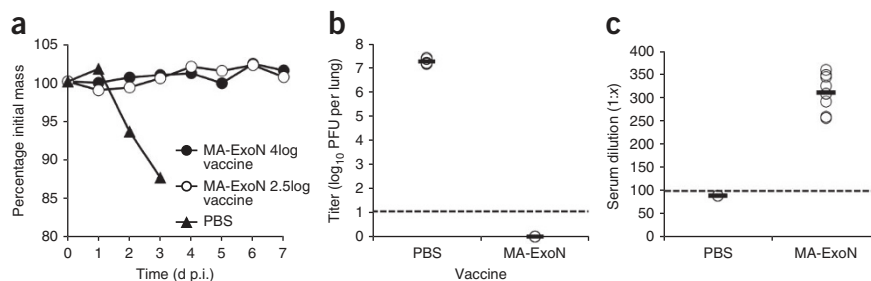 a
Percentage initial mass
105
100
95
90
85
80
0 1 2 3 4 5 6 7
Time (d p.i.)
MA-ExoN 4log
vaccine
MA-ExoN 2.5log
vaccine
PBS
b
Titer (log10 PFU per lung)
8
7
6
5
4
3
2
1
0
PBS MA-ExoN
Vaccine
c
Serum dilution (1:x)
400
350
300
250
200
150
100
50
0
PBS MA-ExoN